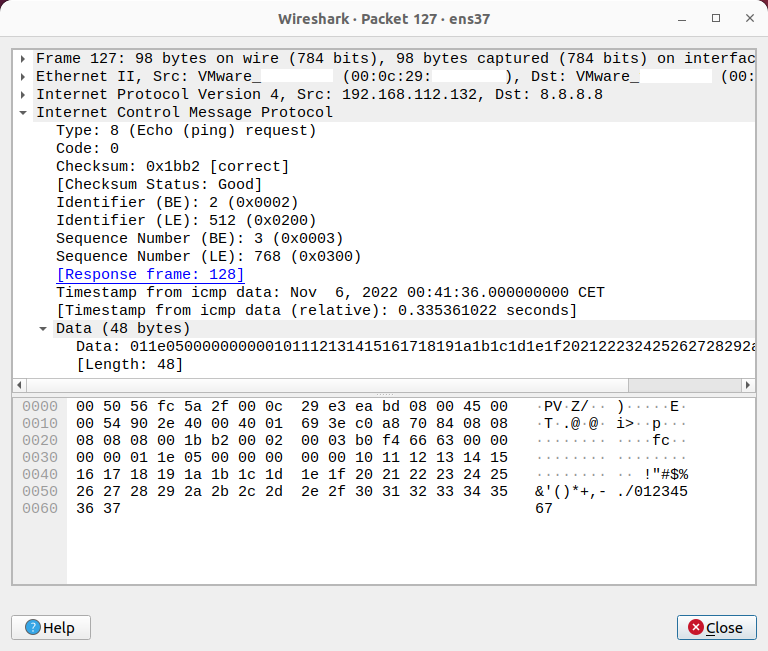 Wireshark · Packet 127 · ens37
Frame 127: 98 bytes on wire (784 bits), 98 bytes captured (784 bits) on interfac
Ethernet II, Src: VMware_ (00:0c:29: ), Dst: VMware_ (00:
Internet Protocol Version 4, Src: 192.168.112.132, Dst: 8.8.8.8
Internet Control Message Protocol
Type: 8 (Echo (ping) request)
Code: 0
Checksum: 0x1bb2 [correct]
[Checksum Status: Good]
Identifier (BE): 2 (0x0002)
Identifier (LE): 512 (0x0200)
Sequence Number (BE): 3 (0x0003)
Sequence Number (LE): 768 (0x0300)
[Response frame: 128]
Timestamp from icmp data: Nov  6, 2022 00:41:36.000000000 CET
[Timestamp from icmp data (relative): 0.335361022 seconds]
Data (48 bytes)
Data: 011e050000000000101112131415161718191a1b1c1d1e1f202122232425262728292a
[Length: 48]
0000 00 50 56 fc 5a 2f 00 0c 29 e3 ea bd 08 00 45 00 ·PV·Z/·· )·····E·
0010 00 54 90 2e 40 00 40 01 69 3e c0 a8 70 84 08 08 ·T·.@·@· i>··p···
0020 08 08 08 00 1b b2 00 02 00 03 b0 f4 66 63 00 00 ········ ····fc··
0030 00 00 01 1e 05 00 00 00 00 00 10 11 12 13 14 15 ········ ········
0040 16 17 18 19 1a 1b 1c 1d 1e 1f 20 21 22 23 24 25 ········ ·· !"#$%
0050 26 27 28 29 2a 2b 2c 2d 2e 2f 30 31 32 33 34 35 &'()*+,- ./012345
0060 36 37 67
Help
Close